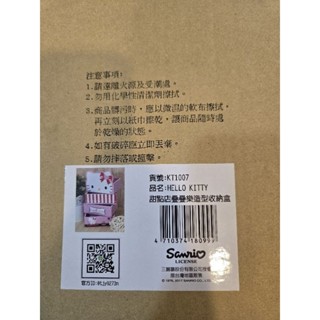 注意事項:
1.請遠離火源及受潮處。
2.勿用化學性清潔劑擦拭。
3.商品髒污時，應以微濕的軟布擦拭，
再立刻以紙巾擦乾，讓商品隨時處
於乾燥的狀態。
4.如有破碎應立即丟棄。
5.請勿摔落或撞擊。
貨號:KT1007
品名:HELLO KITTY
甜點店疊疊樂造型收納盒
4710374180999
Sanrio
LICENSE